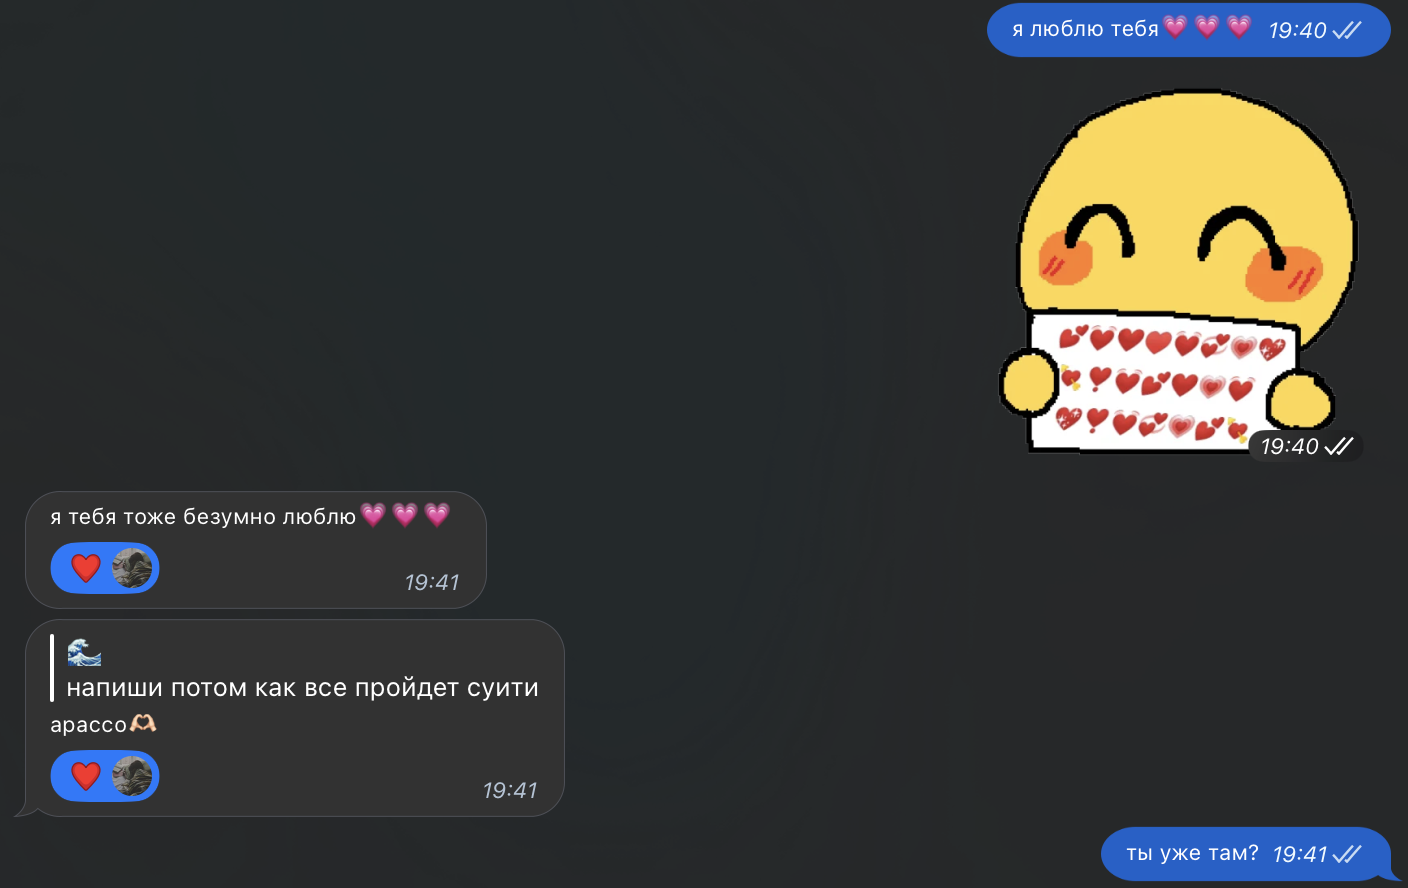 я люблю тебя💗💗💗 19:40
19:40
я тебя тоже безумно люблю💗💗💗
❤️
19:41
🌊
напиши потом как все пройдет суити
арассо🫶🏻
❤️
19:41
ты уже там? 19:41